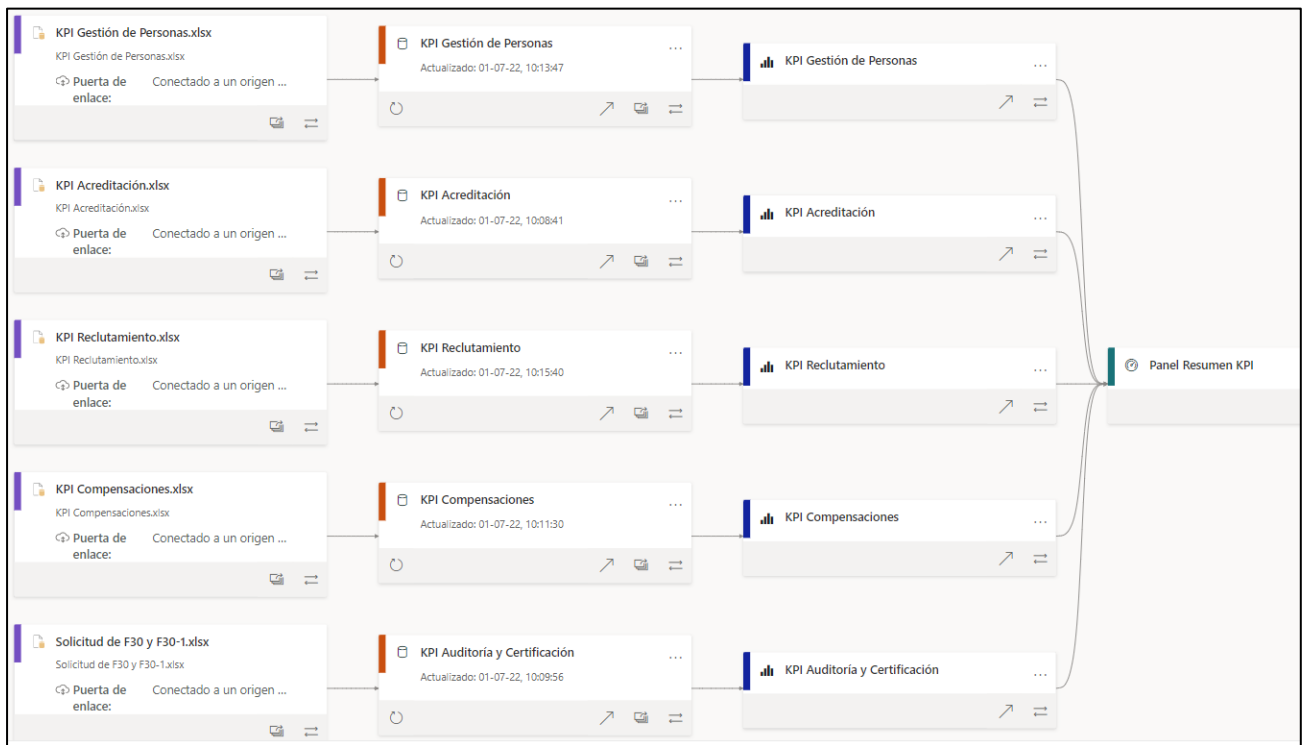 KPI Gestión de Personas.xlsx
KPI Gestión de Personas.xlsx
Puerta de enlace:
Conectado a un origen ...
KPI Gestión de Personas
...
Actualizado: 01-07-22, 10:13:47
KPI Gestión de Personas
...
KPI Acreditación.xlsx
KPI Acreditación.xlsx
Puerta de enlace:
Conectado a un origen ...
KPI Acreditación
...
Actualizado: 01-07-22, 10:08:41
KPI Acreditación
...
KPI Reclutamiento.xlsx
KPI Reclutamiento.xlsx
Puerta de enlace:
Conectado a un origen ...
KPI Reclutamiento
...
Actualizado: 01-07-22, 10:15:40
KPI Reclutamiento
...
Panel Resumen KPI
KPI Compensaciones.xlsx
KPI Compensaciones.xlsx
Puerta de enlace:
Conectado a un origen ...
KPI Compensaciones
...
Actualizado: 01-07-22, 10:11:30
KPI Compensaciones
...
Solicitud de F30 y F30-1.xlsx
Solicitud de F30 y F30-1.xlsx
Puerta de enlace:
Conectado a un origen ...
KPI Auditoría y Certificación
...
Actualizado: 01-07-22, 10:09:56
KPI Auditoría y Certificación
...